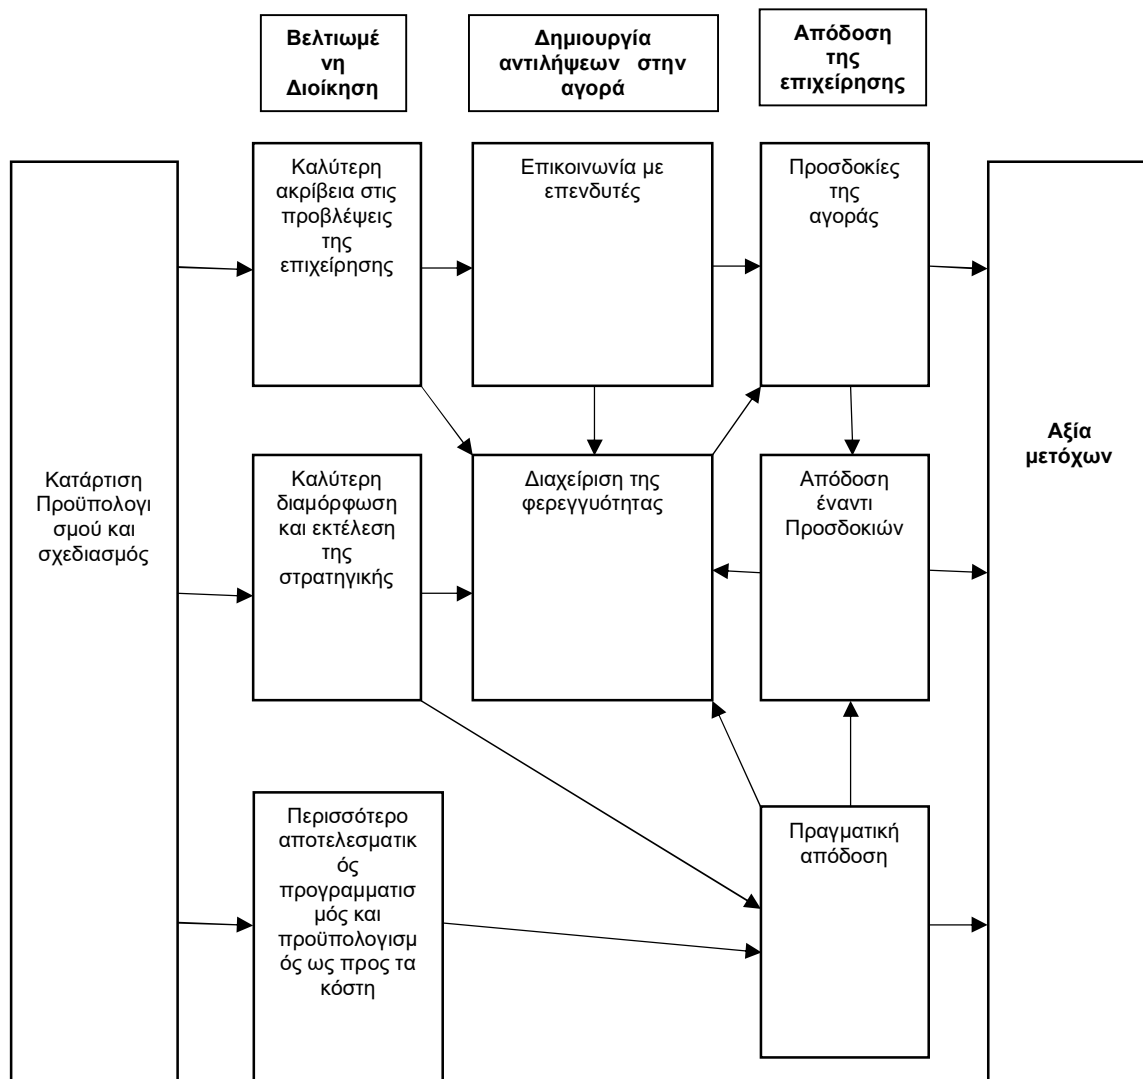 Βελτιωμέ
νη
Διοίκηση
Δημιουργία
αντιλήψεων στην
αγορά
Απόδοση
της
επιχείρησης
Καλύτερη
ακρίβεια στις
προβλέψεις
της
επιχείρησης
Επικοινωνία με
επενδυτές
Προσδοκίες
της
αγοράς
Κατάρτιση
Προϋπολογι
σμού και
σχεδιασμός
Καλύτερη
διαμόρφωση
και εκτέλεση
της
στρατηγικής
Διαχείριση της
φερεγγυότητας
Απόδοση
έναντι
Προσδοκιών
Αξία
μετόχων
Περισσότερο
αποτελεσματικ
ός
προγραμματισ
μός και
προϋπολογισμ
ός ως προς τα
κόστη
Πραγματική
απόδοση